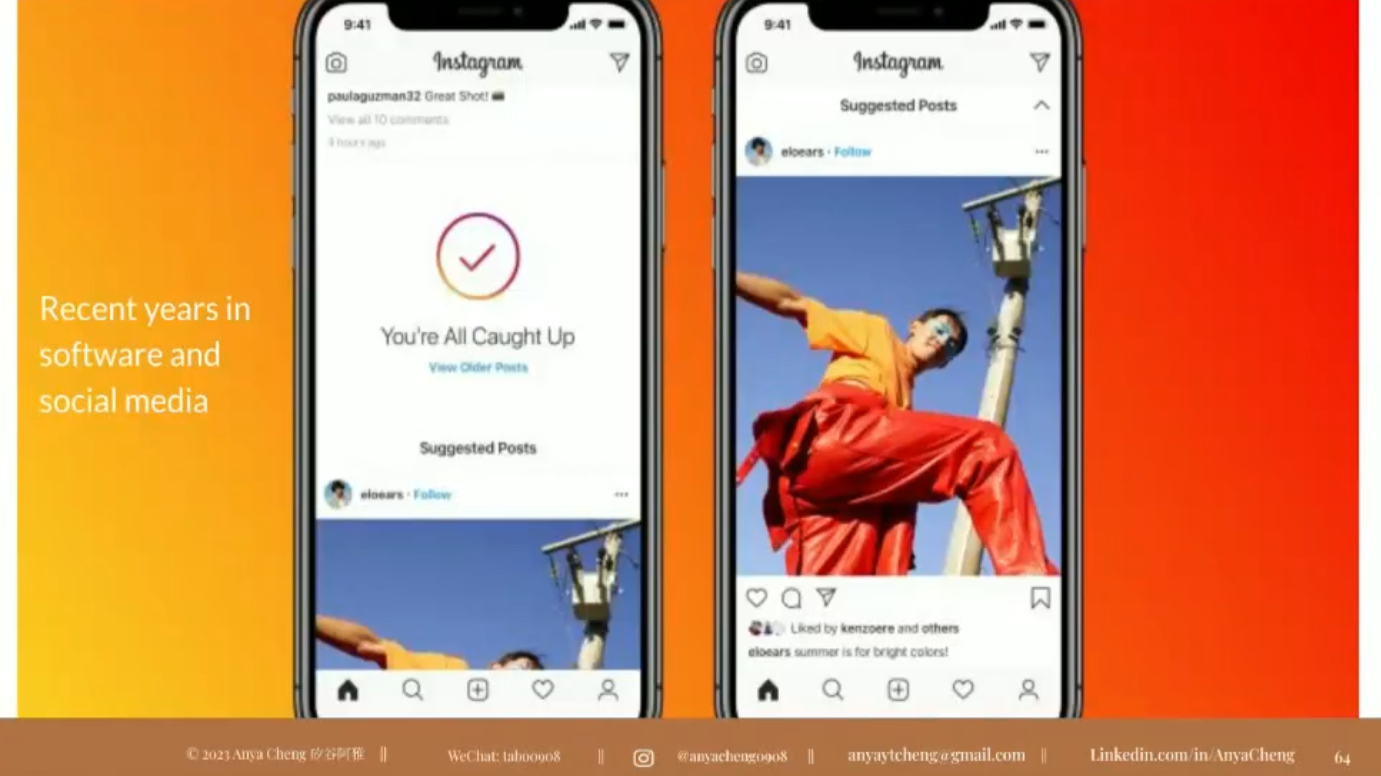 Recent years in
software and
social media
9:41
Instagram
paulaguzman32 Great Shot!
View all 10 comments
3 hours ago
You're All Caught Up
View Older Posts
Suggested Posts
eloears · Follow
9:41
Instagram
Suggested Posts
eloears · Follow
Liked by kenzoere and others
eloears summer is for bright colors!
© 2023 Anya Cheng 矽谷阿雅 || WeChat: tab00908 || @anyacheng0908 || anyaytcheng@gmail.com || Linkedin.com/in/AnyaCheng 64